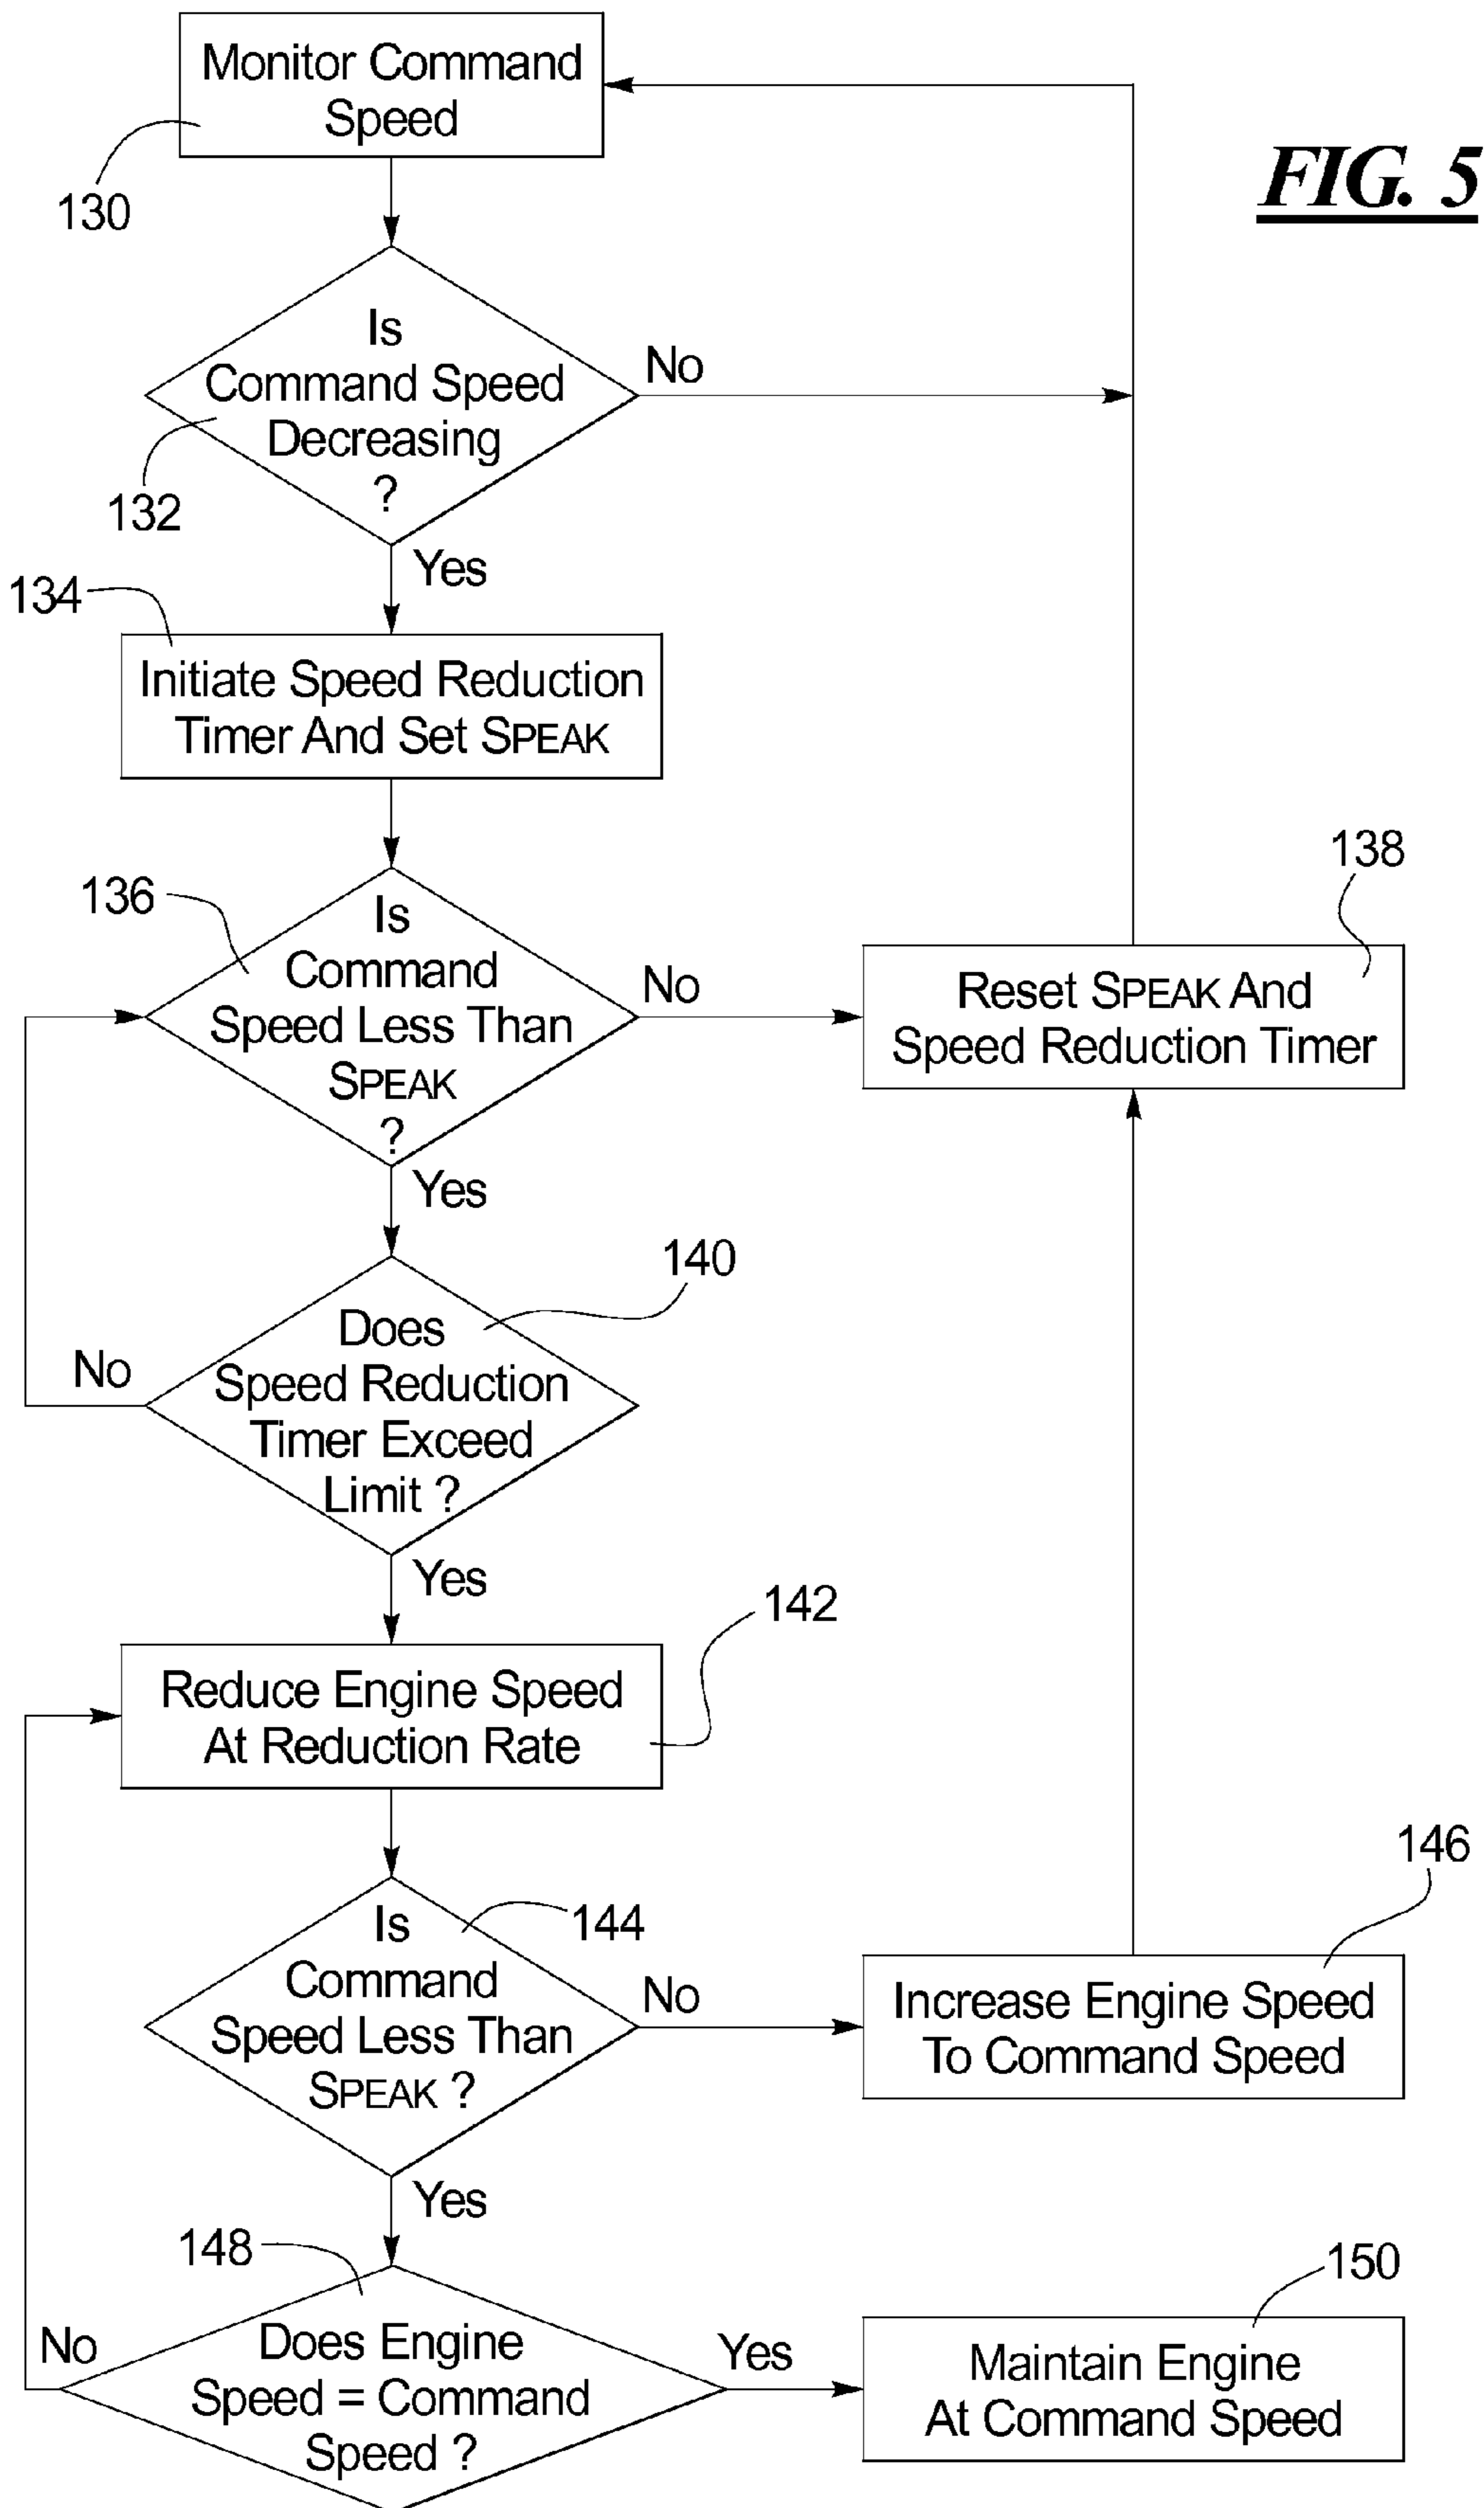 Monitor Command
Speed
130
FIG. 5
Is
Command Speed
Decreasing
?
No
132
Yes
134
Initiate Speed Reduction
Timer And Set SPEAK
136
Is
Command
Speed Less Than
SPEAK
?
No
138
Reset SPEAK And
Speed Reduction Timer
Yes
140
Does
Speed Reduction
Timer Exceed
Limit ?
No
Yes
142
Reduce Engine Speed
At Reduction Rate
144
Is
Command
Speed Less Than
SPEAK ?
No
146
Increase Engine Speed
To Command Speed
Yes
148
Does Engine
Speed = Command
Speed ?
No
Yes
150
Maintain Engine
At Command Speed